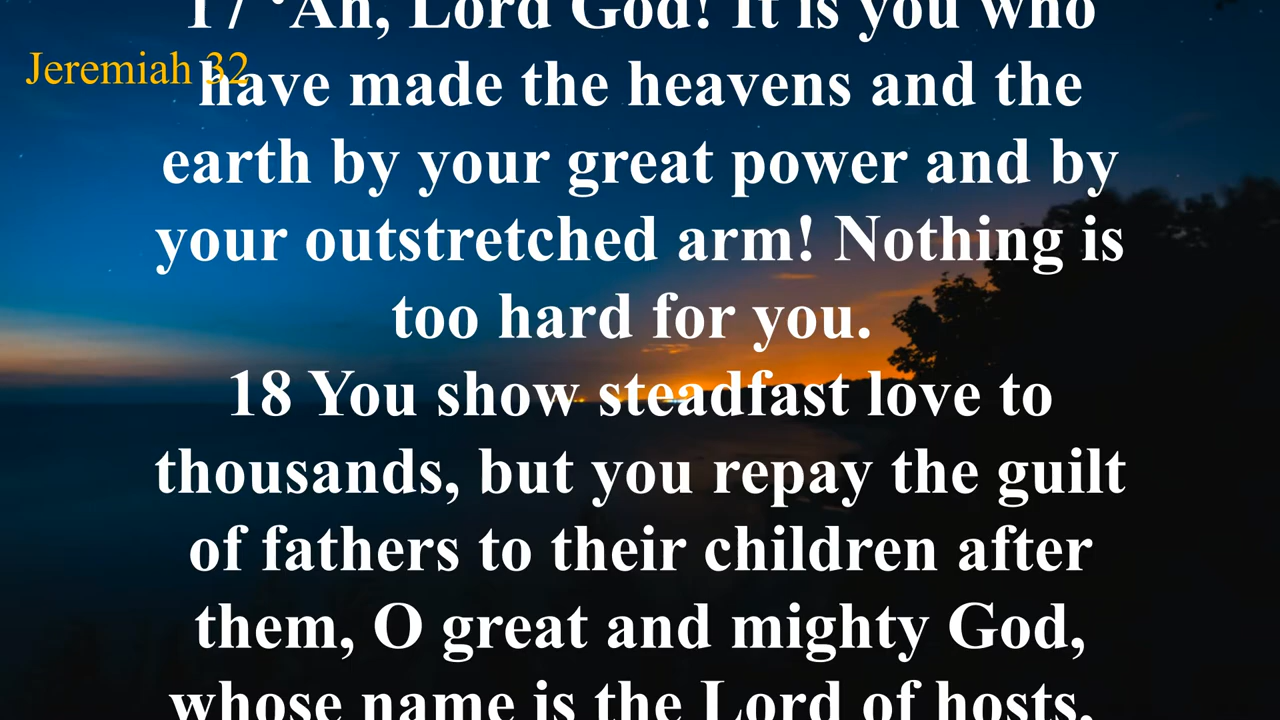 17 ‘Ah, Lord God! It is you who
Jeremiah 32
have made the heavens and the
earth by your great power and by
your outstretched arm! Nothing is
too hard for you.
18 You show steadfast love to
thousands, but you repay the guilt
of fathers to their children after
them, O great and mighty God,
whose name is the Lord of hosts,